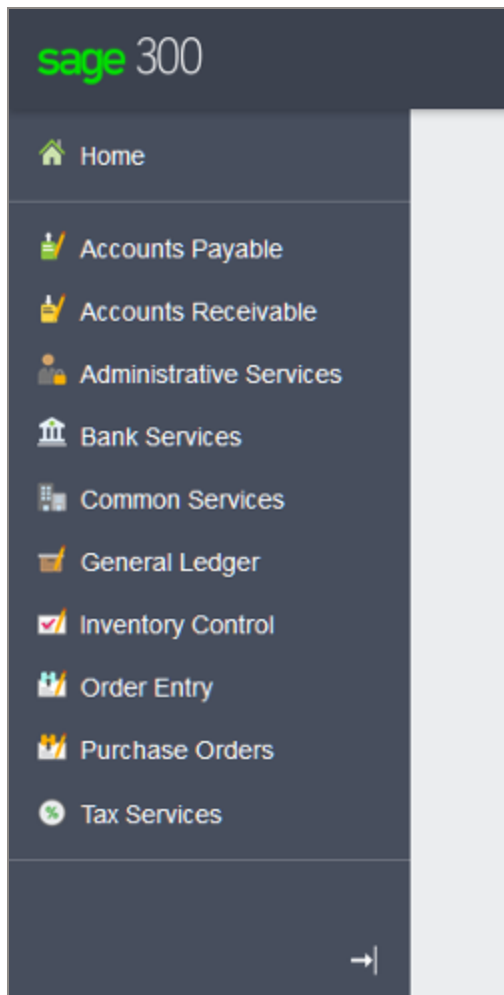 sage 300
Home
Accounts Payable
Accounts Receivable
Administrative Services
Bank Services
Common Services
General Ledger
Inventory Control
Order Entry
Purchase Orders
Tax Services